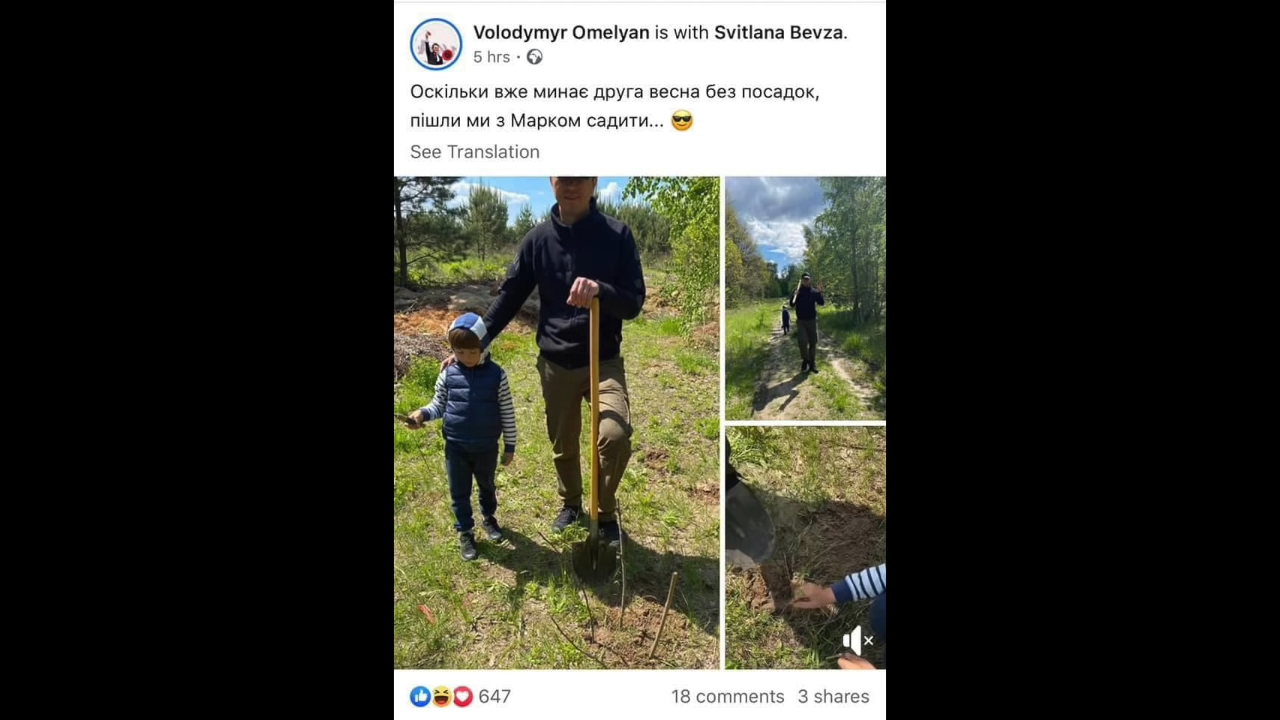 Volodymyr Omelyan is with Svitlana Bevza.
5 hrs ·
Оскільки вже минає друга весна без посадок,
пішли ми з Марком садити... 😎
See Translation
647
18 comments 3 shares